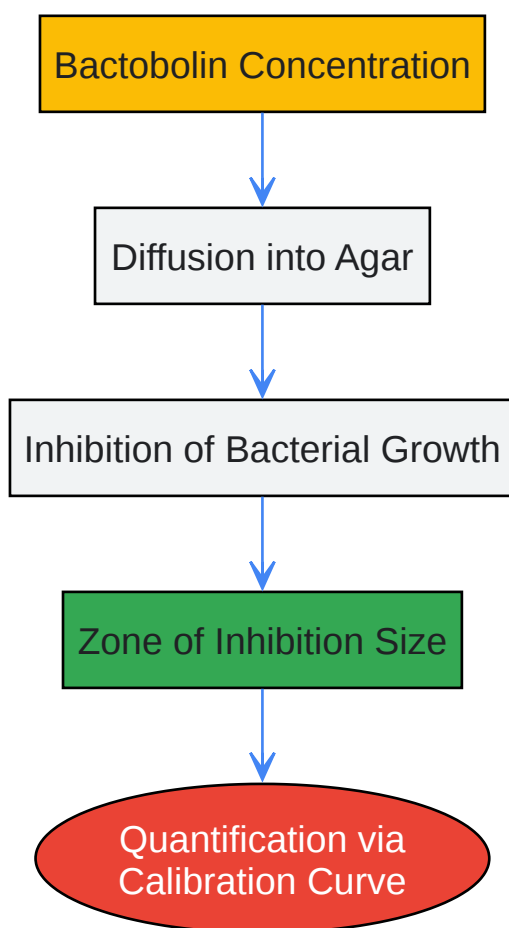 Bactobolin Concentration
Diffusion into Agar
Inhibition of Bacterial Growth
Zone of Inhibition Size
Quantification via
Calibration Curve